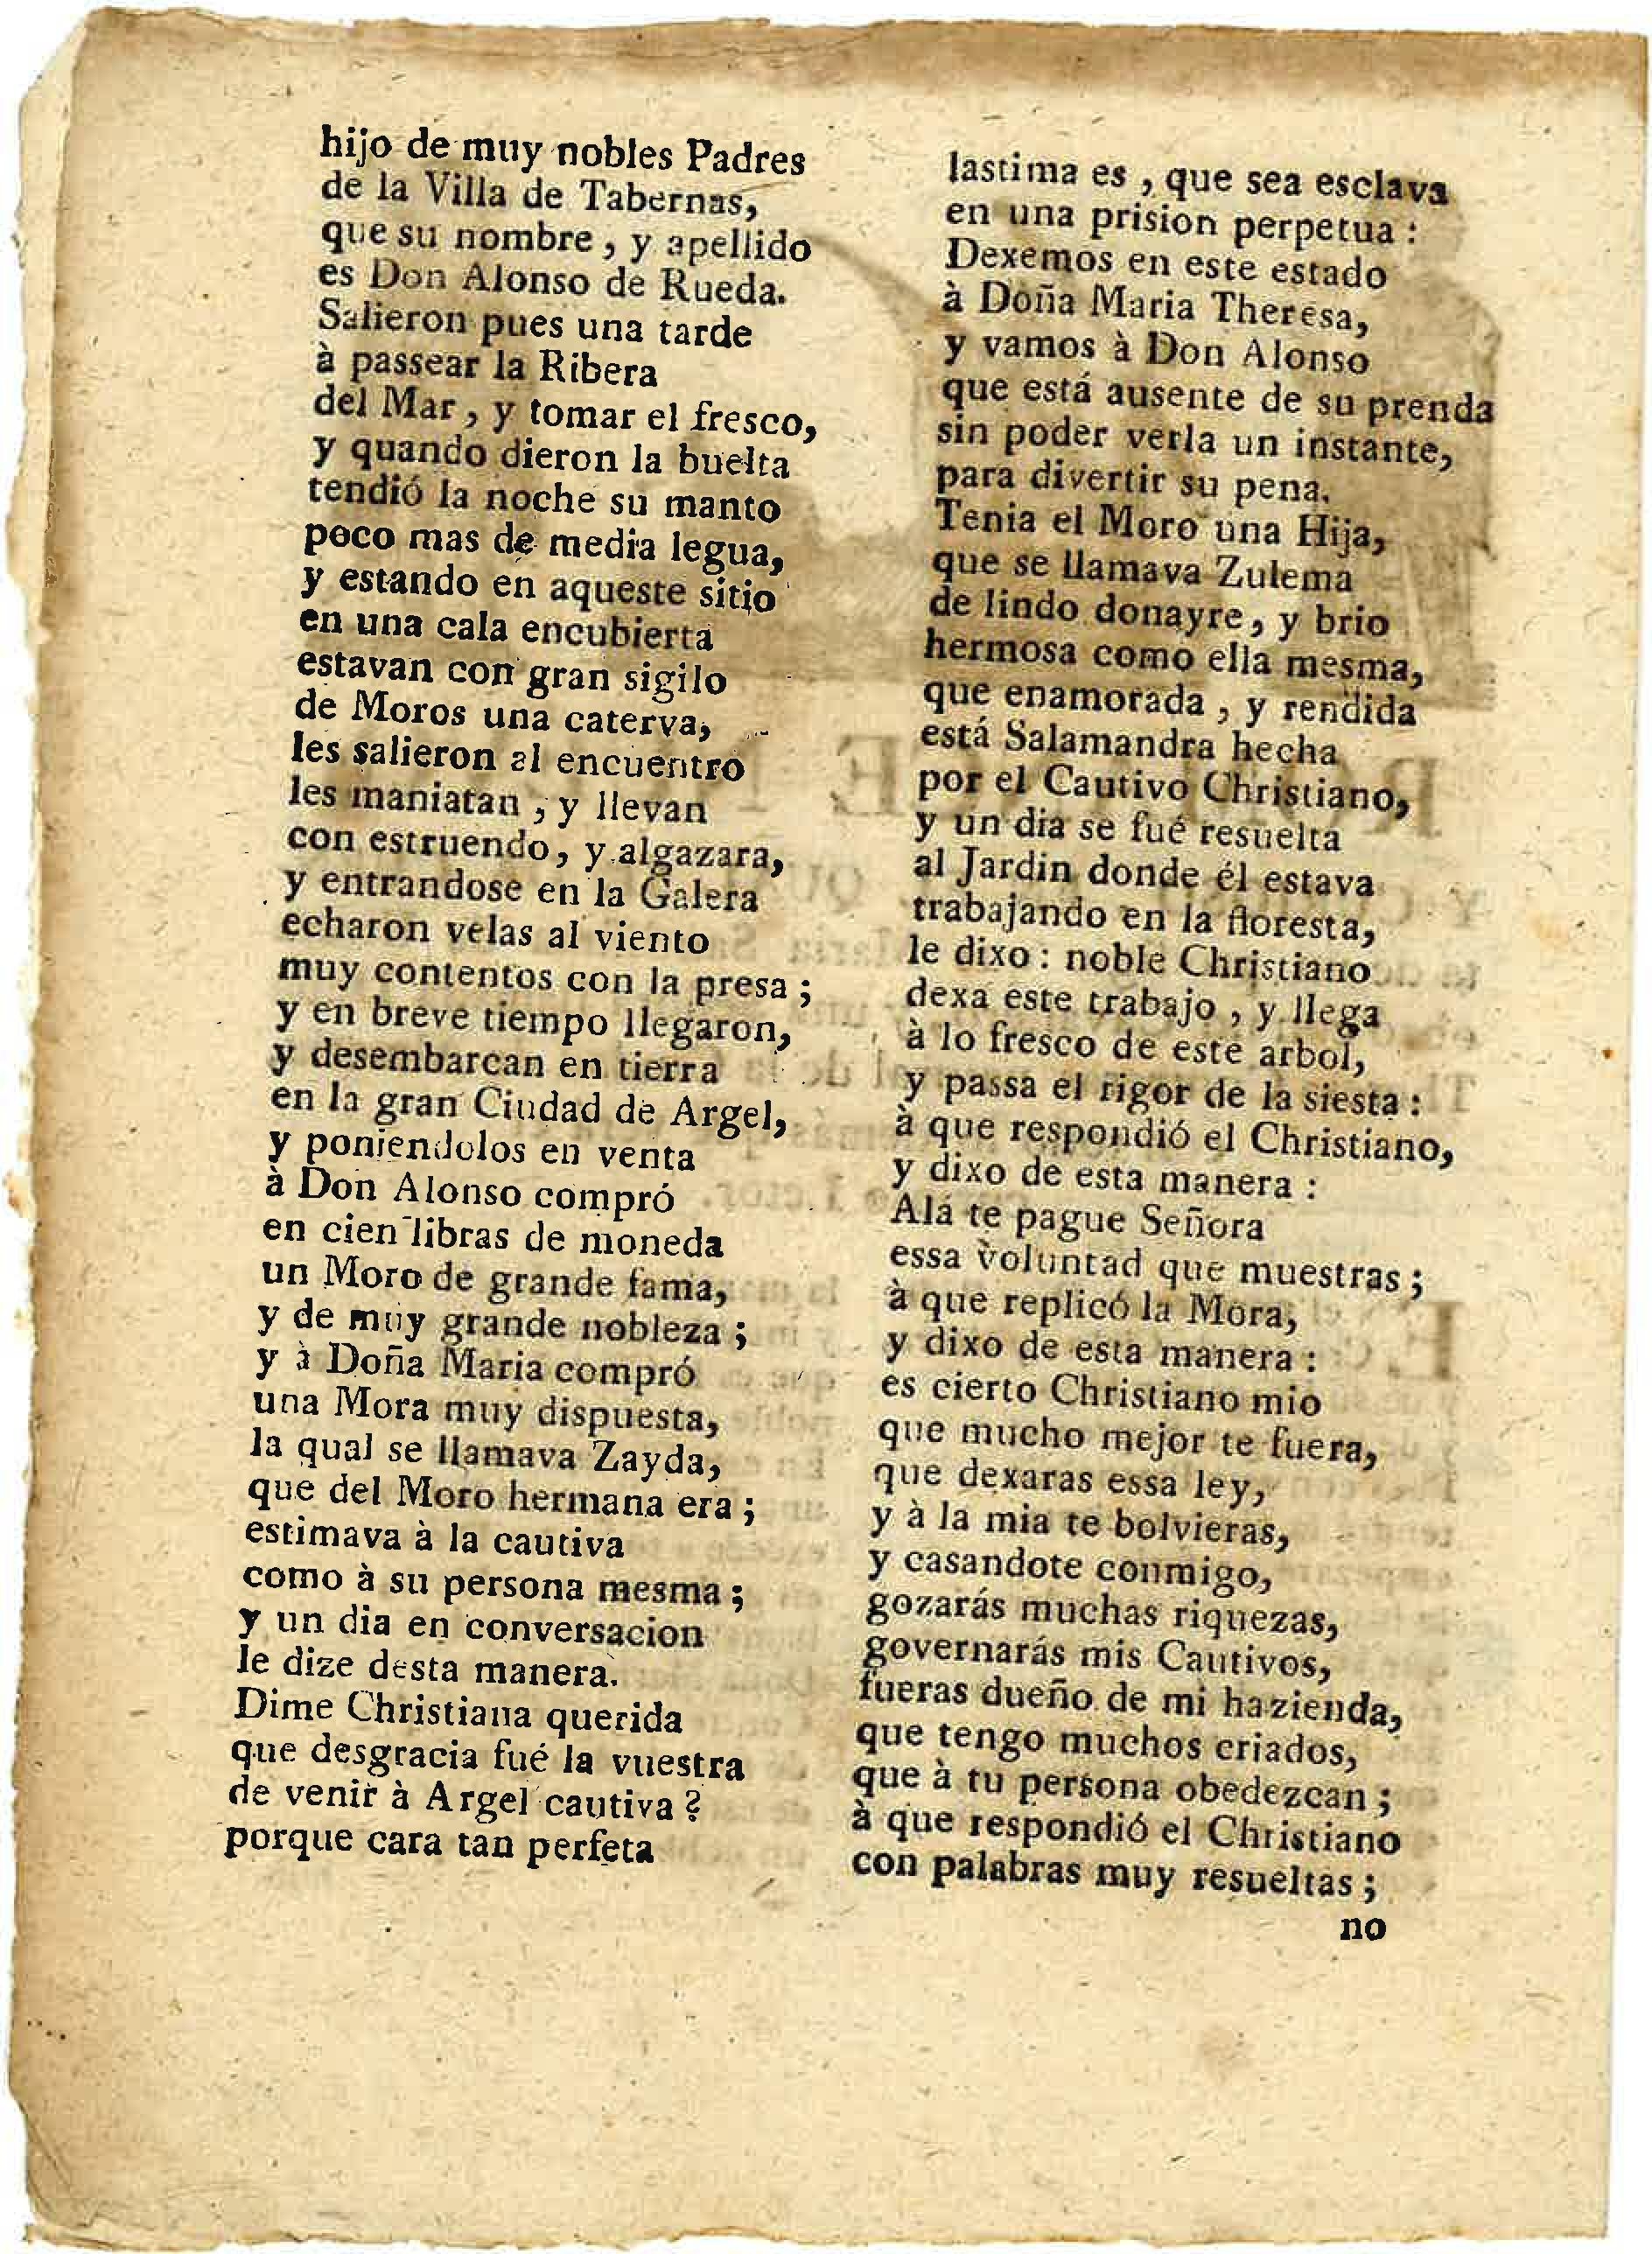 hijo de muy nobles Padres
de la Villa de Tabernas,
que su nombre, y apellido
es Don Alonso de Rueda.
Salieron pues una tarde
à passear la Ribera
del Mar, y tomar el fresco,
y quando dieron la buelta
tendió la noche su manto
poco mas de media legua,
y estando en aqueste sitio
en una cala encubierta
estavan con gran sigilo
de Moros una caterva,
les salieron al encuentro
les maniatan, y llevan
con estruendo, y algazara,
y entrandose en la Galera
echaron velas al viento
muy contentos con la presa;
y en breve tiempo llegaron,
y desembarcan en tierra
en la gran Ciudad de Argel,
y poniendolos en venta
à Don Alonso compró
en cien libras de moneda
un Moro de grande fama,
y de muy grande nobleza;
y à Doña Maria compró
una Mora muy dispuesta,
la qual se llamava Zayda,
que del Moro hermana era;
estimava à la cautiva
como à su persona mesma;
y un dia en conversacion
le dize desta manera.
Dime Christiana querida
que desgracia fué la vuestra
de venir à Argel cautiva?
porque cara tan perfeta
lastima es, que sea esclava
en una prision perpetua:
Dexemos en este estado
à Doña Maria Theresa,
y vamos à Don Alonso
que está ausente de su prenda
sin poder verla un instante,
para divertir su pena.
Tenia el Moro una Hija,
que se llamava Zulema
de lindo donayre, y brio
hermosa como ella mesma,
que enamorada, y rendida
está Salamandra hecha
por el Cautivo Christiano,
y un dia se fué resuelta
al Jardin donde él estava
trabajando en la floresta,
le dixo: noble Christiano
dexa este trabajo, y llega
à lo fresco de este arbol,
y passa el rigor de la siesta:
à que respondió el Christiano,
y dixo de esta manera:
Alá te pague Señora
essa voluntad que muestras;
à que replicó la Mora,
y dixo de esta manera:
es cierto Christiano mio
que mucho mejor te fuera,
que dexaras essa ley,
y à la mia te bolvieras,
y casandote conmigo,
gozarás muchas riquezas,
governarás mis Cautivos,
fueras dueño de mi hazienda,
que tengo muchos criados,
que à tu persona obedezcan;
à que respondió el Christiano
con palabras muy resueltas;
no